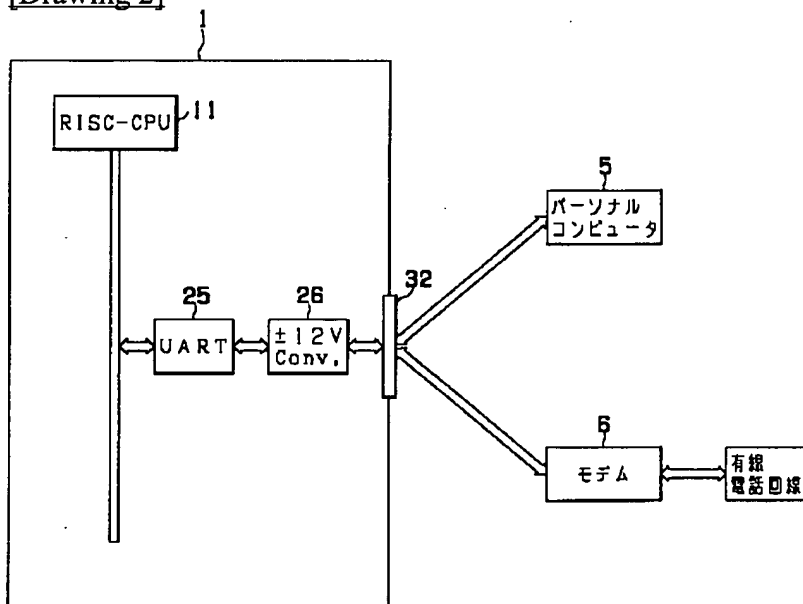 [Drawing 2]
1
RISC-CPU
11
5
パーソナル
コンピュータ
32
25
26
UART
±12V
Conv.
6
モデム
有線
電話回線